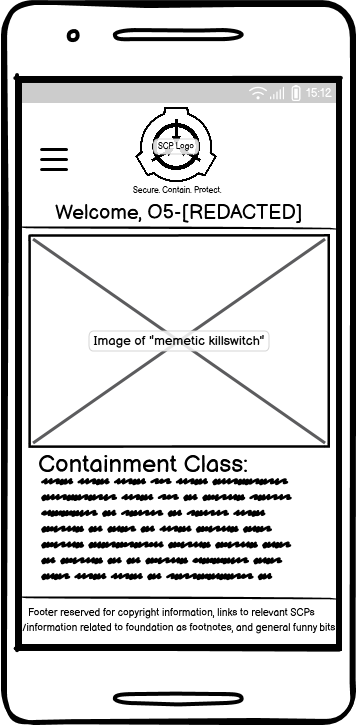 15:12
SCP Logo
Secure. Contain. Protect.
Welcome, O5-[REDACTED]
Image of "memetic killswitch"
Containment Class:
Footer reserved for copyright information, links to relevant SCPs
/information related to foundation as footnotes, and general funny bits